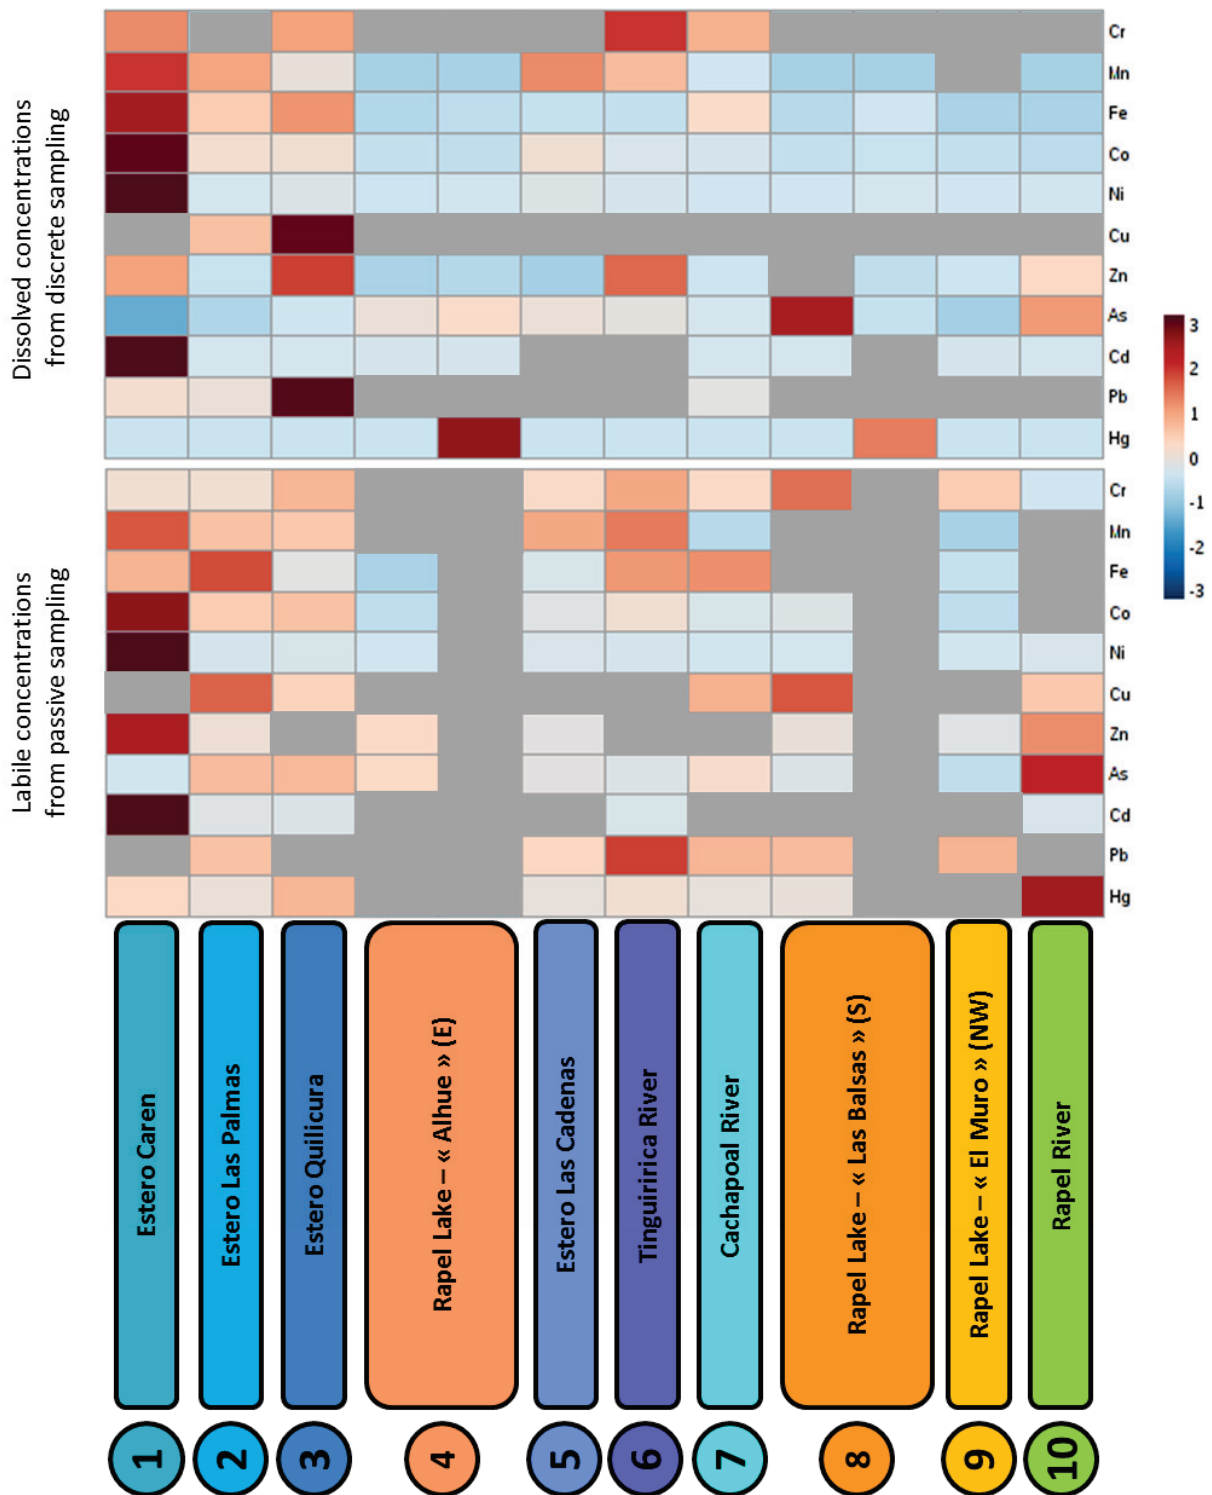 Dissolved concentrations
from discrete sampling
Cr
Mn
Fe
Co
Ni
Cu
Zn
As
Cd
Pb
Hg
3
2
1
0
-1
-2
-3
Labile concentrations
from passive sampling
Cr
Mn
Fe
Co
Ni
Cu
Zn
As
Cd
Pb
Hg
Estero Caren
Estero Las Palmas
Estero Quilicura
Rapel Lake – « Alhue » (E)
Estero Las Cadenas
Tinguiririca River
Cachapoal River
Rapel Lake – « Las Balsas » (S)
Rapel Lake – « El Muro » (NW)
Rapel River
1
2
3
4
5
6
7
8
9
10